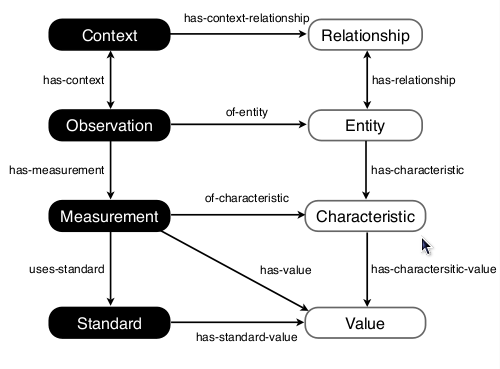 has-context-relationship
Context
Relationship
has-context
has-relationship
of-entity
Observation
Entity
has-measurement
has-characteristic
of-characteristic
Measurement
Characteristic
uses-standard
has-value
has-charactersitic-value
Standard
Value
has-standard-value